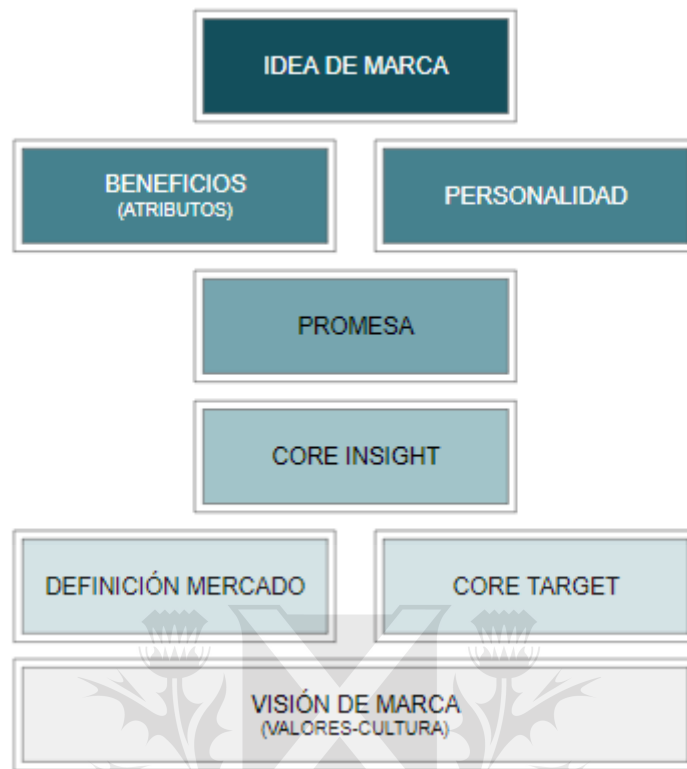 IDEA DE MARCA
BENEFICIOS
(ATRIBUTOS)
PERSONALIDAD
PROMESA
CORE INSIGHT
DEFINICIÓN MERCADO
CORE TARGET
VISIÓN DE MARCA
(VALORES-CULTURA)